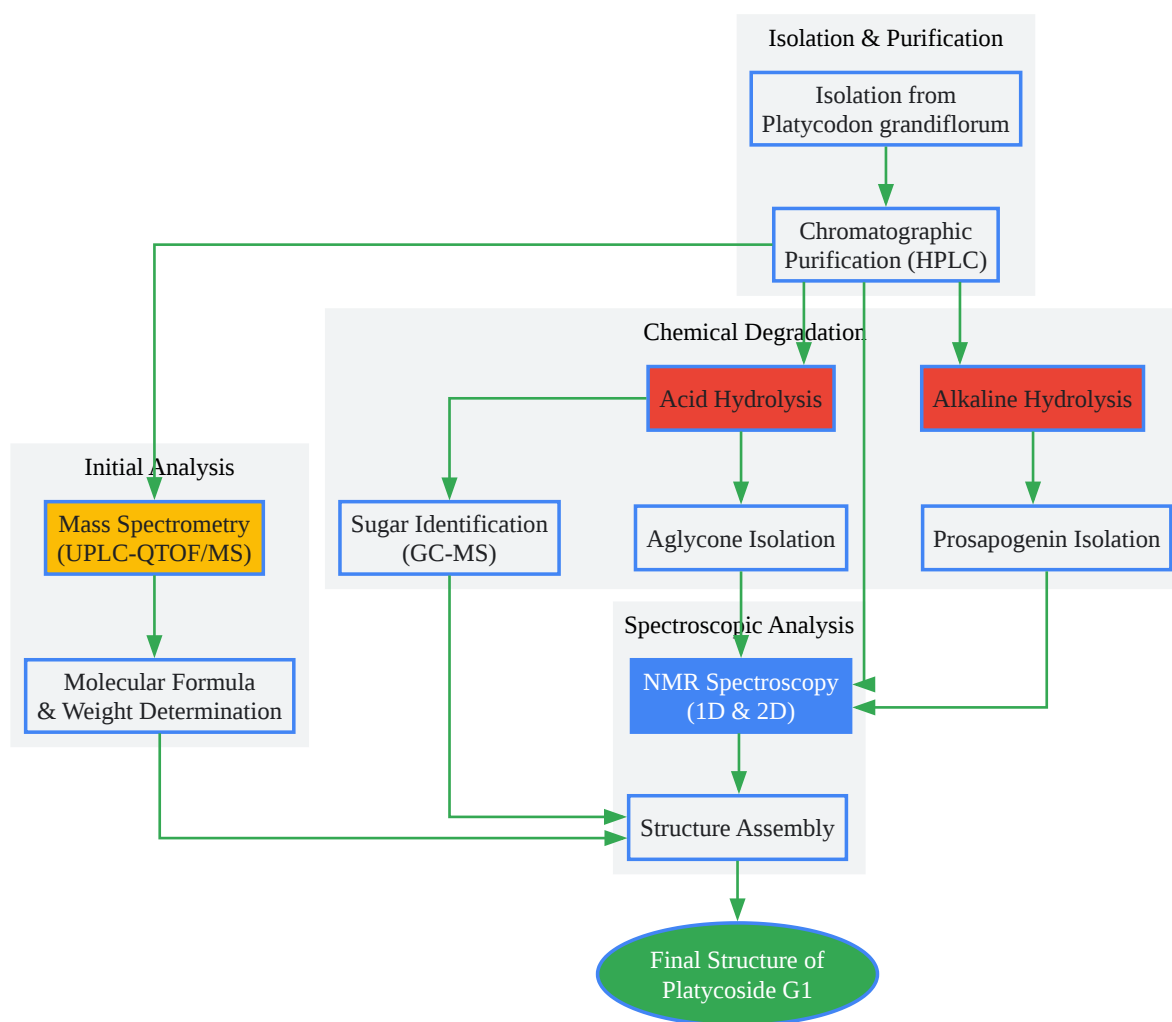 Isolation & Purification
Isolation from
Platycodon grandiflorum
Chromatographic
Purification (HPLC)
Chemical Degradation
Acid Hydrolysis
Alkaline Hydrolysis
Initial Analysis
Mass Spectrometry
(UPLC-QTOF/MS)
Sugar Identification
(GC-MS)
Aglycone Isolation
Prosapogenin Isolation
Spectroscopic Analysis
Molecular Formula
& Weight Determination
NMR Spectroscopy
(1D & 2D)
Structure Assembly
Final Structure of
Platycoside G1